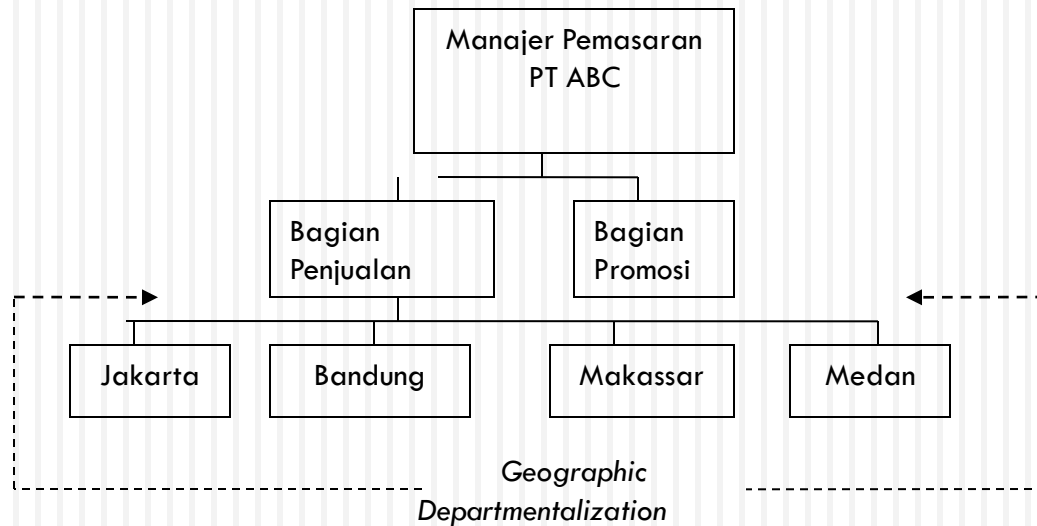 Manajer Pemasaran
PT ABC
Bagian
Penjualan
Bagian
Promosi
Jakarta
Bandung
Makassar
Medan
Geographic
Departmentalization